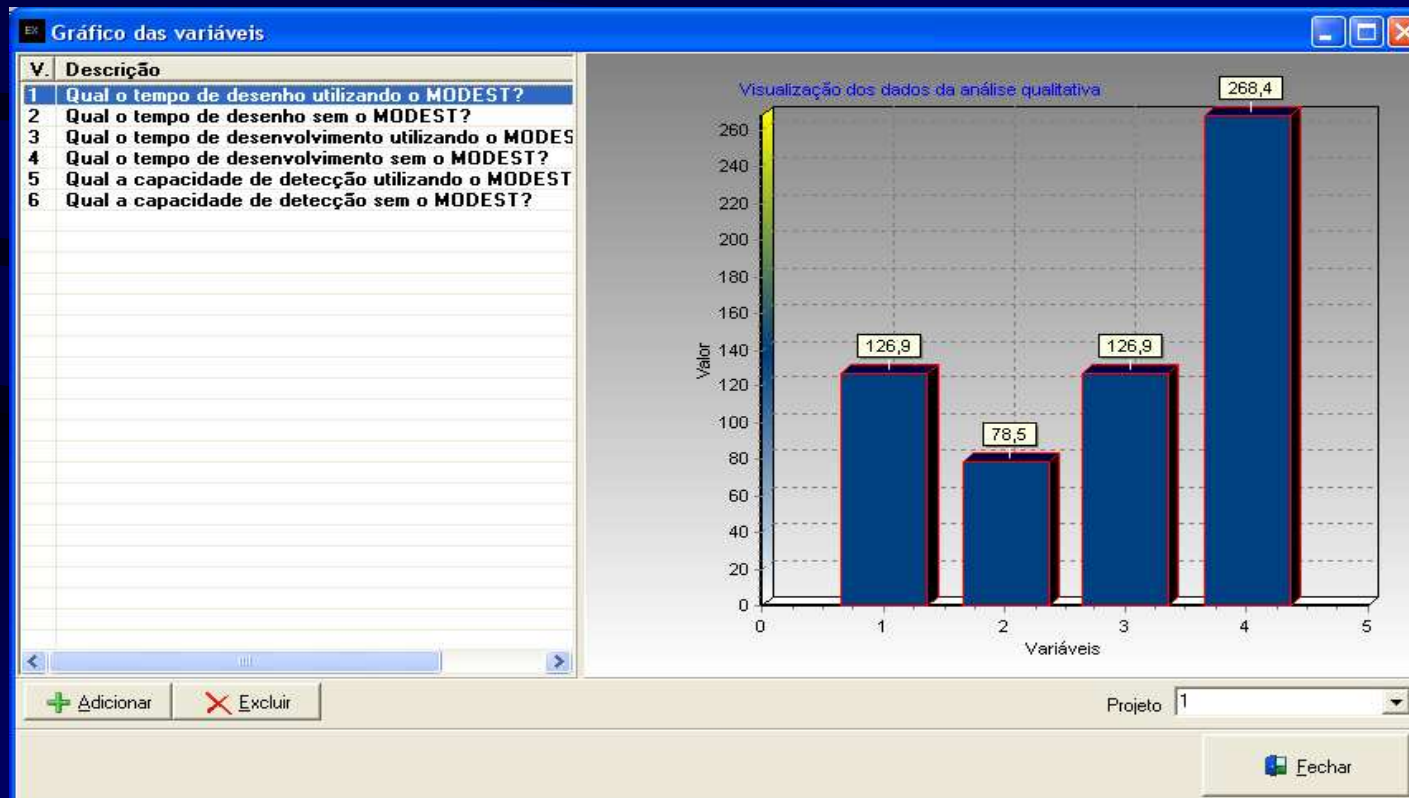 EX Gráfico das variáveis
V. Descrição
1 Qual o tempo de desenho utilizando o MODEST?
2 Qual o tempo de desenho sem o MODEST?
3 Qual o tempo de desenvolvimento utilizando o MODES
4 Qual o tempo de desenvolvimento sem o MODEST?
5 Qual a capacidade de detecção utilizando o MODEST
6 Qual a capacidade de detecção sem o MODEST?
Visualização dos dados da análise qualitativa
268,4
260
240
220
200
180
160
140
120
100
80
60
40
20
0
Valor
126,9
78,5
126,9
0 1 2 3 4 5
Variáveis
Adicionar Excluir
Projeto 1
Fechar